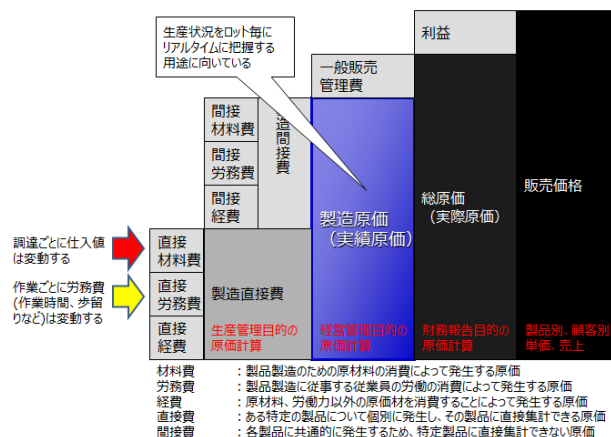 生産状況をロット毎に
リアルタイムに把握する
用途に向いている
利益
一般販売
管理費
間接
材料費
間接
労務費
間接
経費
造間接費
製造原価
(実績原価)
総原価
(実際原価)
販売価格
調達ごとに仕入値
は変動する
直接
材料費
作業ごとに労務費
(作業時間、歩留
りなど)は変動する
直接
労務費
製造直接費
直接
経費
生産管理目的の
原価計算
経営管理目的の
原価計算
財務報告目的の
原価計算
製品別、顧客別
単価、売上
材料費 :製品製造のための原材料の消費によって発生する原価
労務費 :製品製造に従事する従業員の労働の消費によって発生する原価
経費 :原材料、労働力以外の原価材を消費することによって発生する原価
直接費 :ある特定の製品について個別に発生し、その製品に直接集計できる原価
間接費 :各製品に共通的に発生するため、特定製品に直接集計できない原価